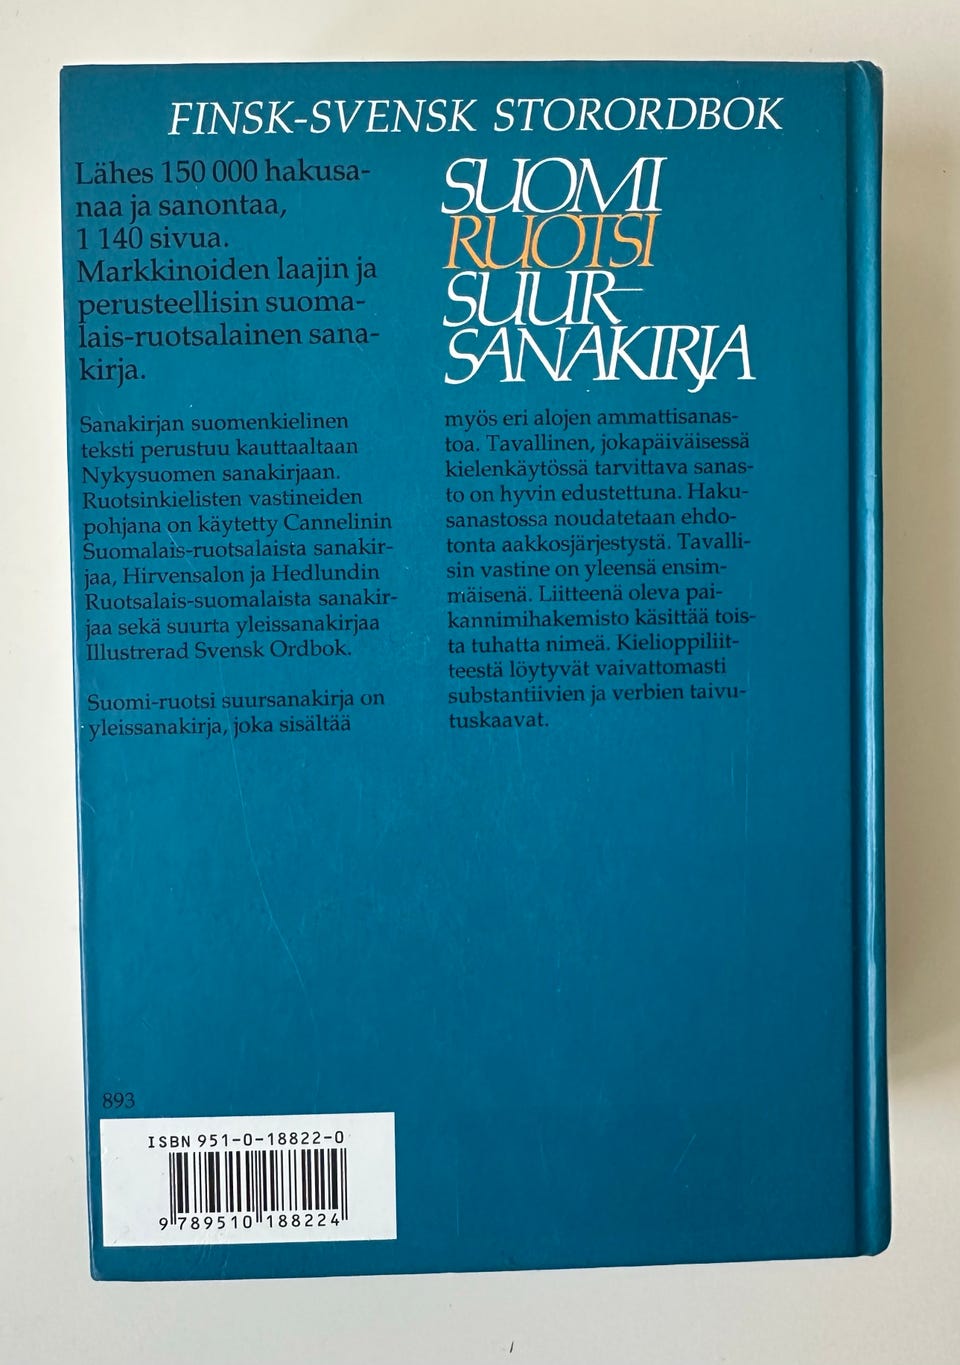 FINSK-SVENSK STORORDBOK
SUOMI
RUOTSI
SUUR-
SANAKIRJA
Lähes 150 000 hakusa-
naa ja sanontaa,
1 140 sivua.
Markkinoiden laajin ja
perusteellisin suoma-
lais-ruotsalainen sana-
kirja.
Sanakirjan suomenkielinen
teksti perustuu kauttaaltaan
Nykysuomen sanakirjaan.
Ruotsinkielisten vastineiden
pohjana on käytetty Cannelinin
Suomalais-ruotsalaista sanakir-
jaa, Hirvensalon ja Hedlundin
Ruotsalais-suomalaista sanakir-
jaa sekä suurta yleissanakirjaa
Illustrerad Svensk Ordbok.
Suomi-ruotsi suursanakirja on
yleissanakirja, joka sisältää
myös eri alojen ammattisanas-
toa. Tavallinen, jokapäiväisessä
kielenkäytössä tarvittava sanas-
to on hyvin edustettuna. Haku-
sanastossa noudatetaan ehdo-
tonta aakkosjärjestystä. Tavalli-
sin vastine on yleensä ensim-
mäisenä. Liitteenä oleva pai-
kannimihakemisto käsittää tois-
ta tuhatta nimeä. Kielioppiliit-
teestä löytyvät vaivattomasti
substantiivien ja verbien taivu-
tuskaavat.
893
ISBN 951-0-18822-0
9 789510 188224